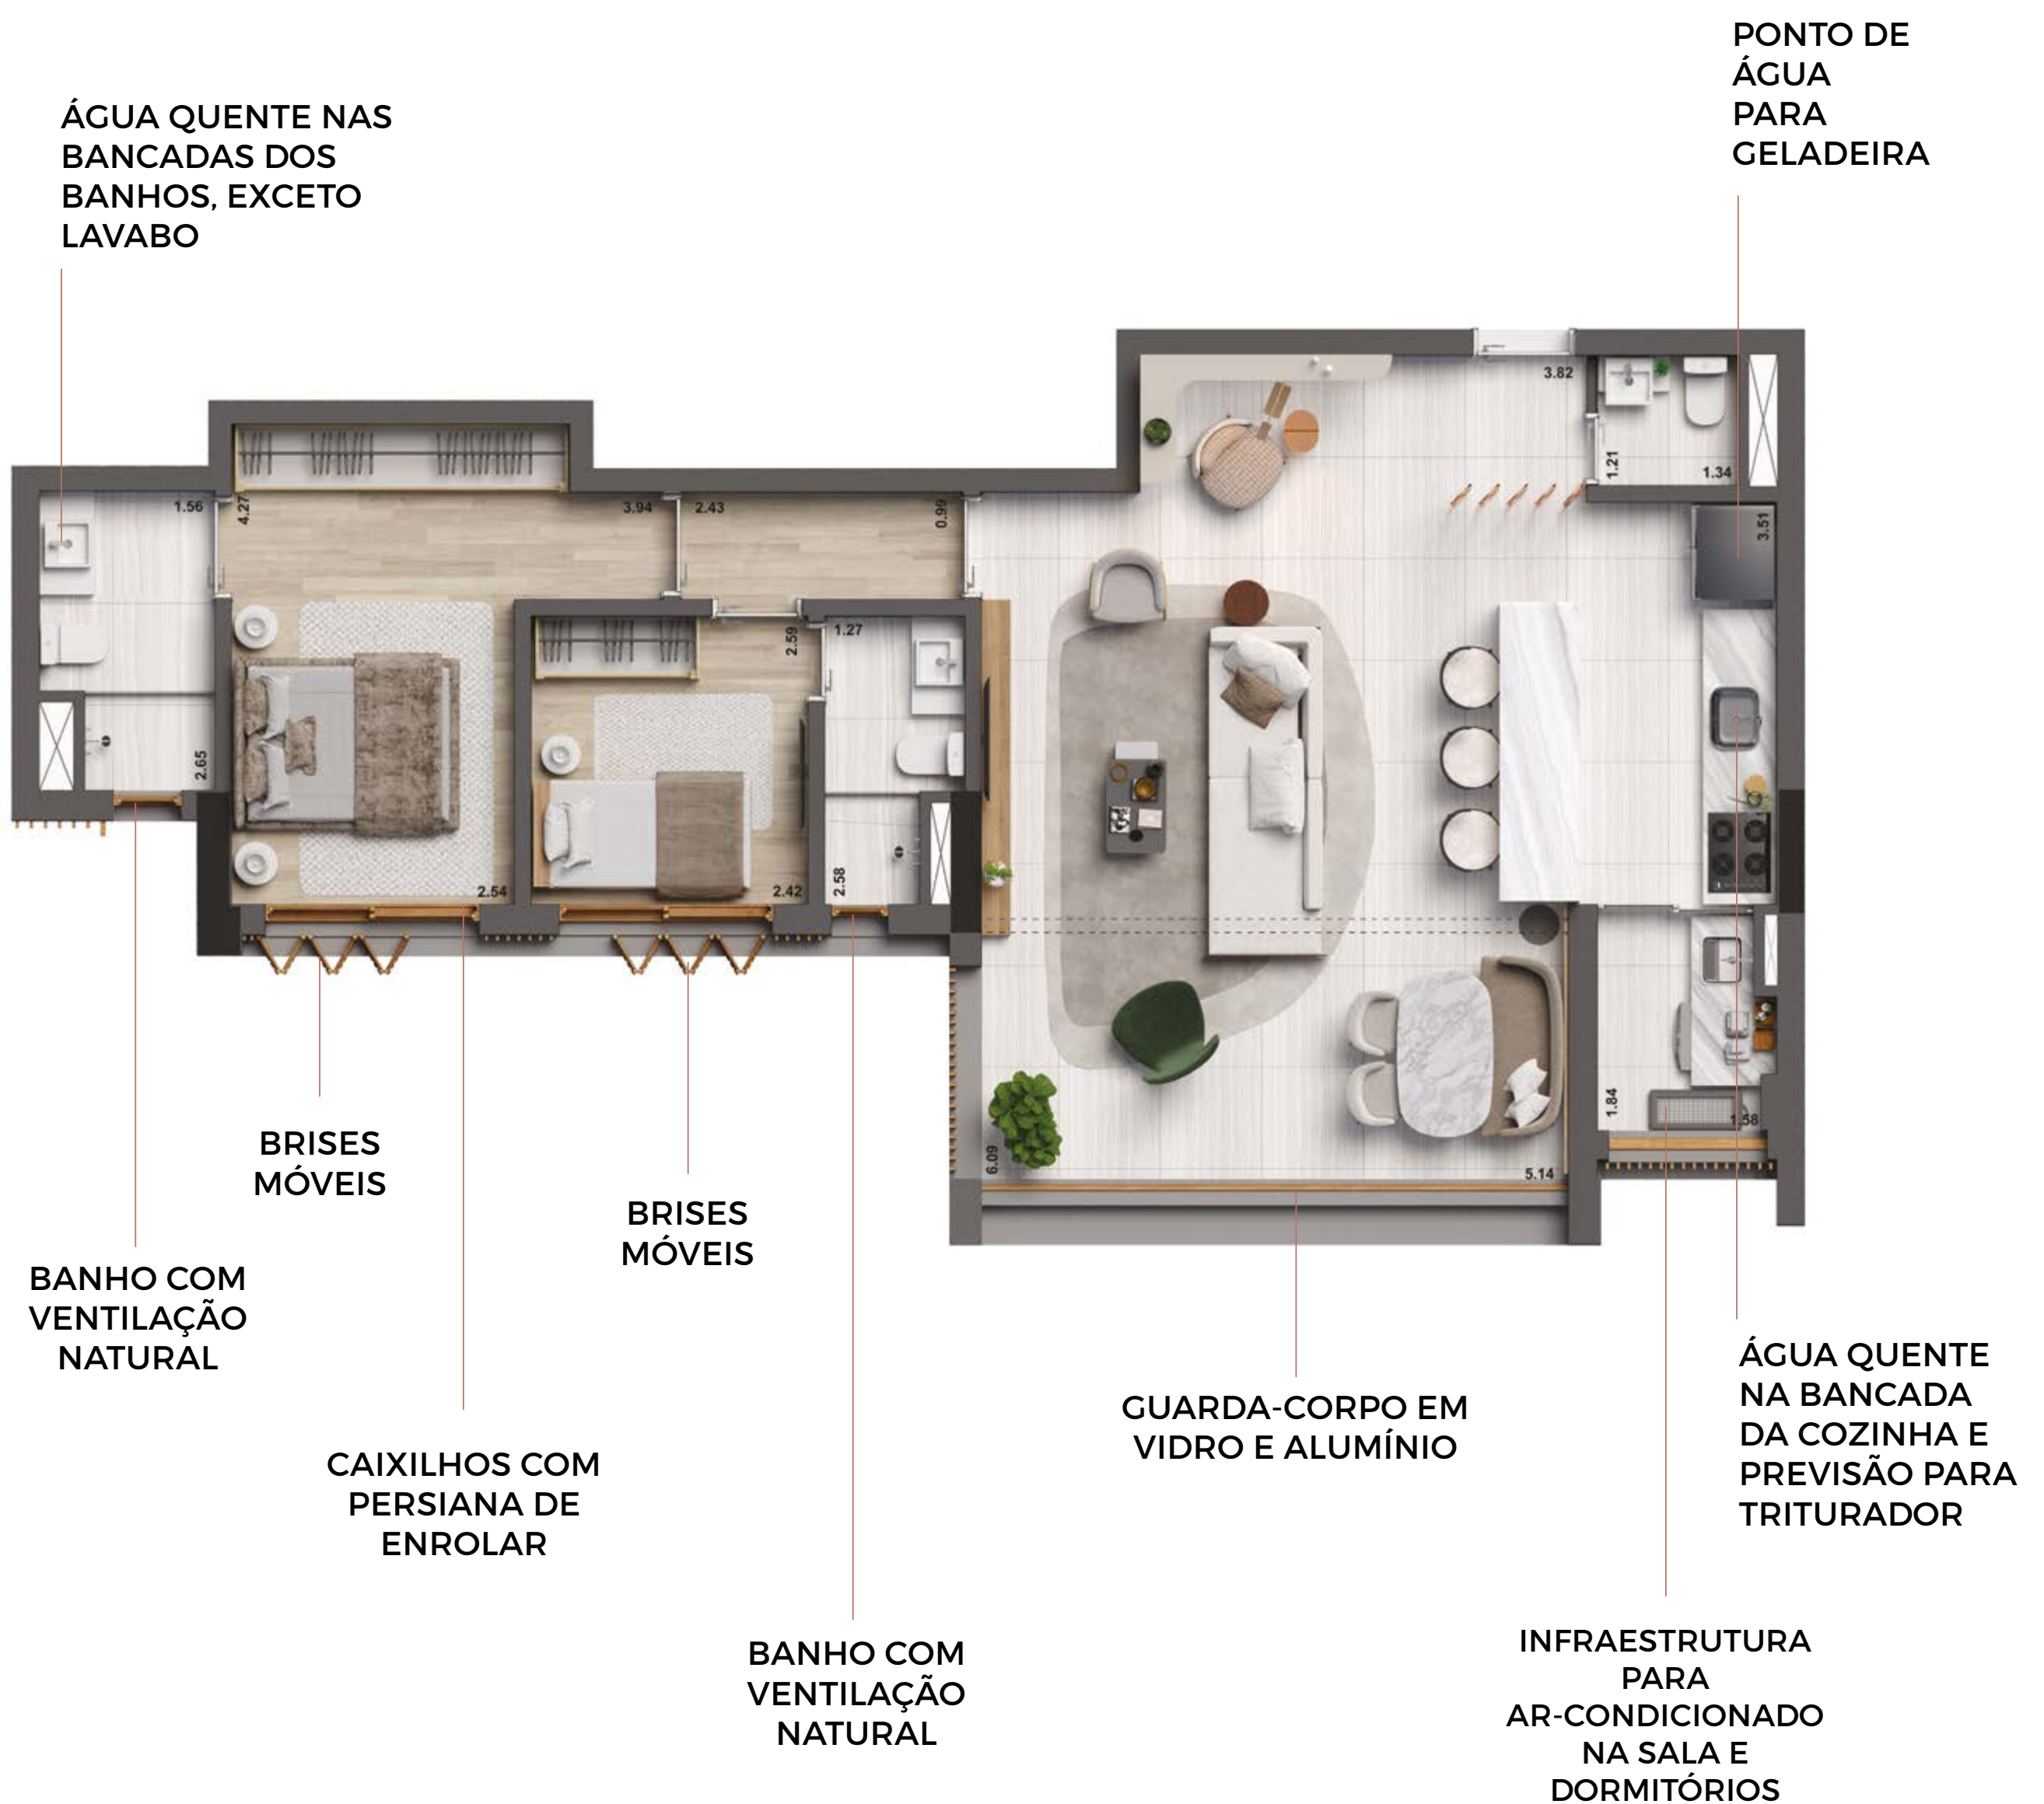 PONTO DE
ÁGUA
PARA
GELADEIRA
ÁGUA QUENTE NAS
BANCADAS DOS
BANHOS, EXCETO
LAVABO
3.82
1.21
1.34
1.56
4.27
3.94
2.43
0.99
3.51
2.59
1.27
2.65
2.54
2.42
2.58
1.84
1.58
6.09
5.14
BRISES
MÓVEIS
BRISES
MÓVEIS
BANHO COM
VENTILAÇÃO
NATURAL
CAIXILHOS COM
PERSIANA DE
ENROLAR
GUARDA-CORPO EM
VIDRO E ALUMÍNIO
ÁGUA QUENTE
NA BANCADA
DA COZINHA E
PREVISÃO PARA
TRITURADOR
BANHO COM
VENTILAÇÃO
NATURAL
INFRAESTRUTURA
PARA
AR-CONDICIONADO
NA SALA E
DORMITÓRIOS